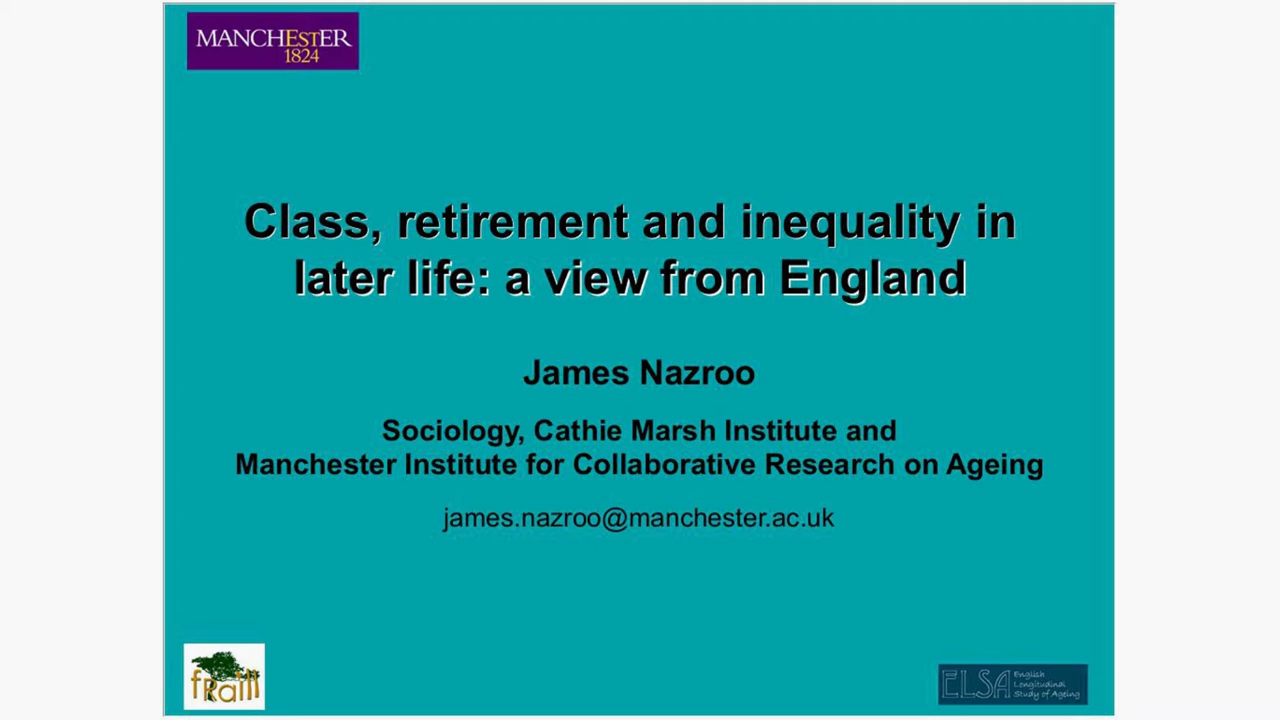 MANCHESTER
1824
Class, retirement and inequality in
later life: a view from England
James Nazroo
Sociology, Cathie Marsh Institute and
Manchester Institute for Collaborative Research on Ageing
james.nazroo@manchester.ac.uk
fRaill
ELSA
English
Longitudinal
Study of Ageing